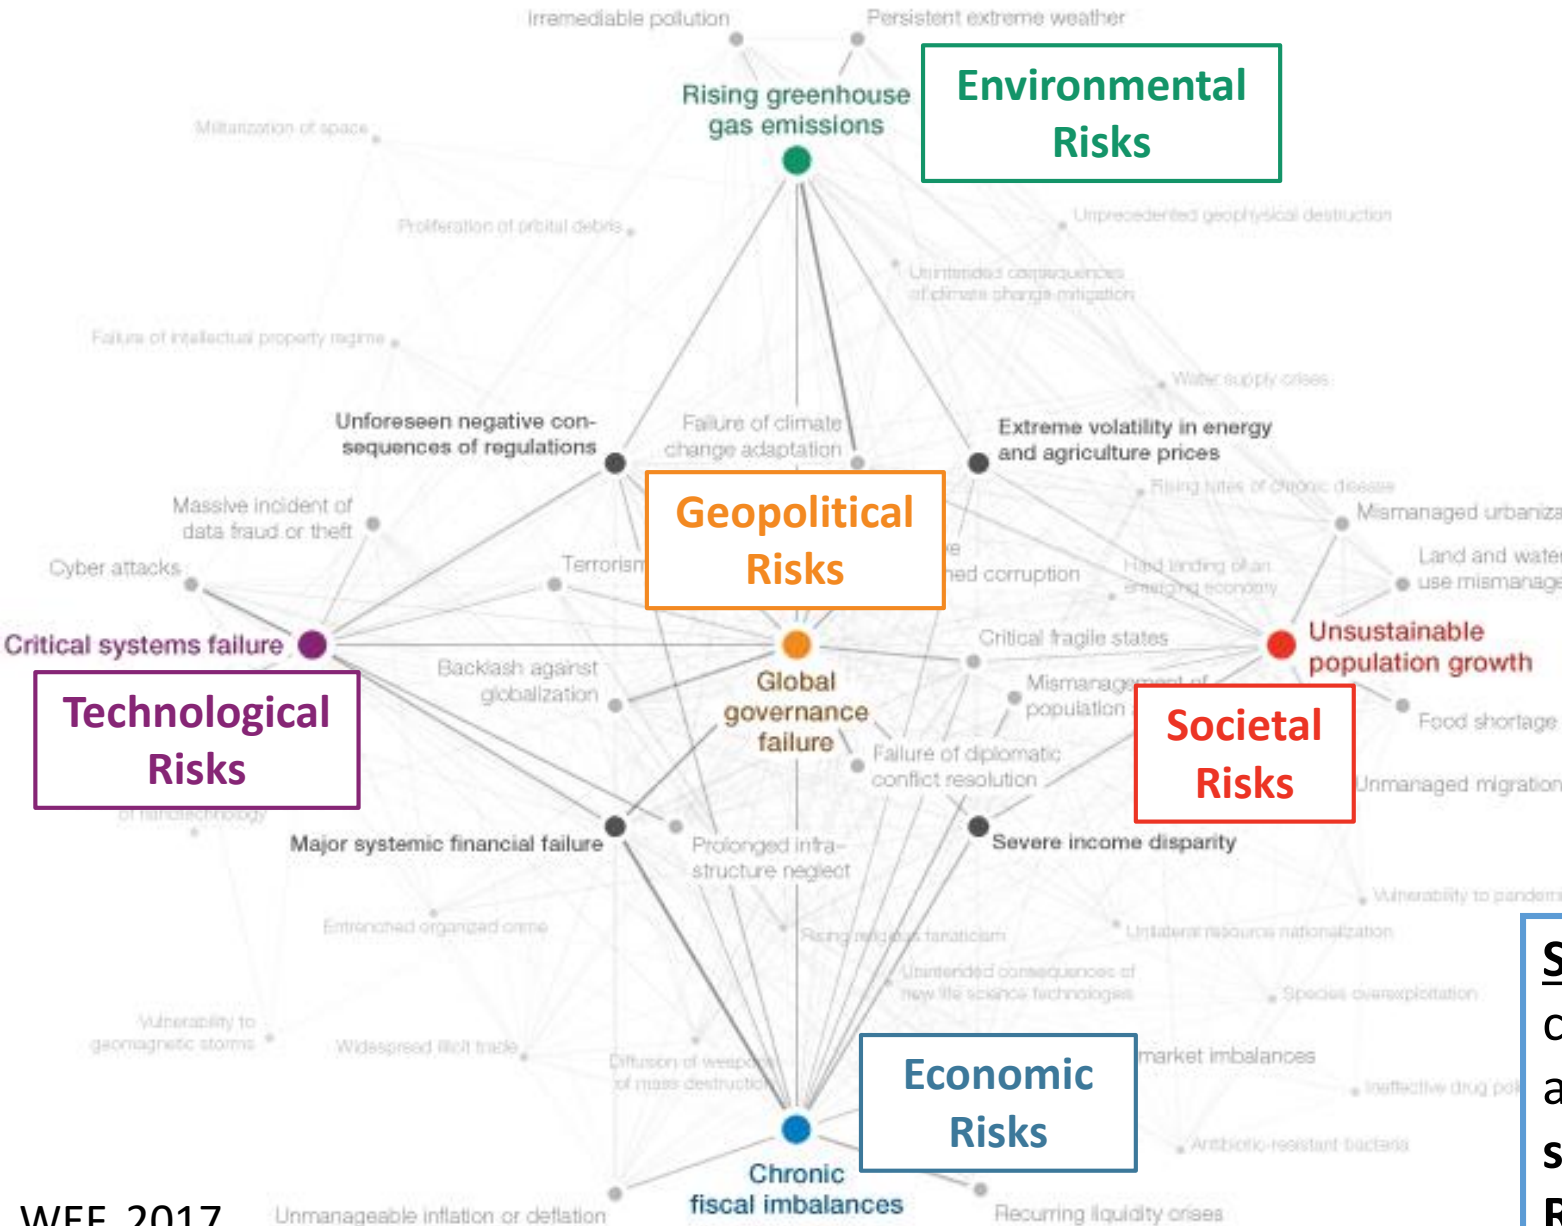 Irremediable pollution
Persistent extreme weather
Rising greenhouse
gas emissions
Environmental
Risks
Militarization of space
Proliferation of orbital debris
Unprecedented geophysical destruction
Unintended consequences
of climate change mitigation
Failure of intellectual property regime
Water supply crises
Unforeseen negative con-
sequences of regulations
Failure of climate
change adaptation
Extreme volatility in energy
and agriculture prices
Rising rates of chronic disease
Geopolitical
Risks
Massive incident of
data fraud or theft
Mismanaged urbaniza
Cyber attacks
Terrorism
ned corruption
Hard landing of an
emerging economy
Land and water
use mismanage
Critical systems failure
Critical fragile states
Unsustainable
population growth
Backlash against
globalization
Global
governance
failure
Mismanagement of
population
Technological
Risks
Societal
Risks
Food shortage
Failure of diplomatic
conflict resolution
Unmanaged migration
of nanotechnology
Major systemic financial failure
Prolonged infra-
structure neglect
Severe income disparity
Vulnerability to pandem
Entrenched organized crime
Rising religious fanaticism
Unilateral resource nationalization
Unintended consequences of
new life science technologies
Species overexploitation
Vulnerability to
geomagnetic storms
Widespread illicit trade
Diffusion of weapons
of mass destruction
Economic
Risks
market imbalances
Ineffective drug pol
Antibiotic-resistant bacteria
Chronic
fiscal imbalances
Unmanageable inflation or deflation
Recurring liquidity crises
WEF, 2017
S
c
a
s
R